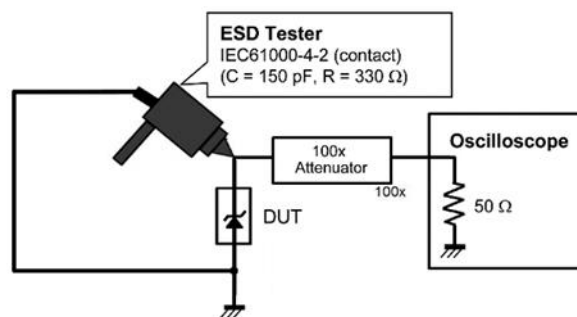 ESD Tester
IEC61000-4-2 (contact)
(C = 150 pF, R = 330 Ω)
100x
Attenuator
100x
Oscilloscope
50 Ω
DUT